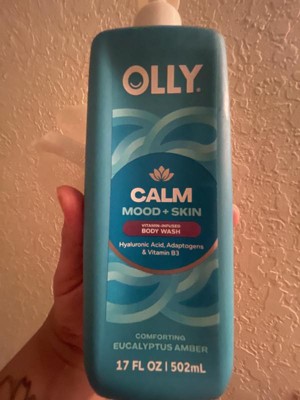 OLLY.
CALM
MOOD + SKIN
VITAMIN-INFUSED
BODY WASH
Hyaluronic Acid, Adaptogens
& Vitamin B3
COMFORTING
EUCALYPTUS AMBER
17 FL OZ | 502mL